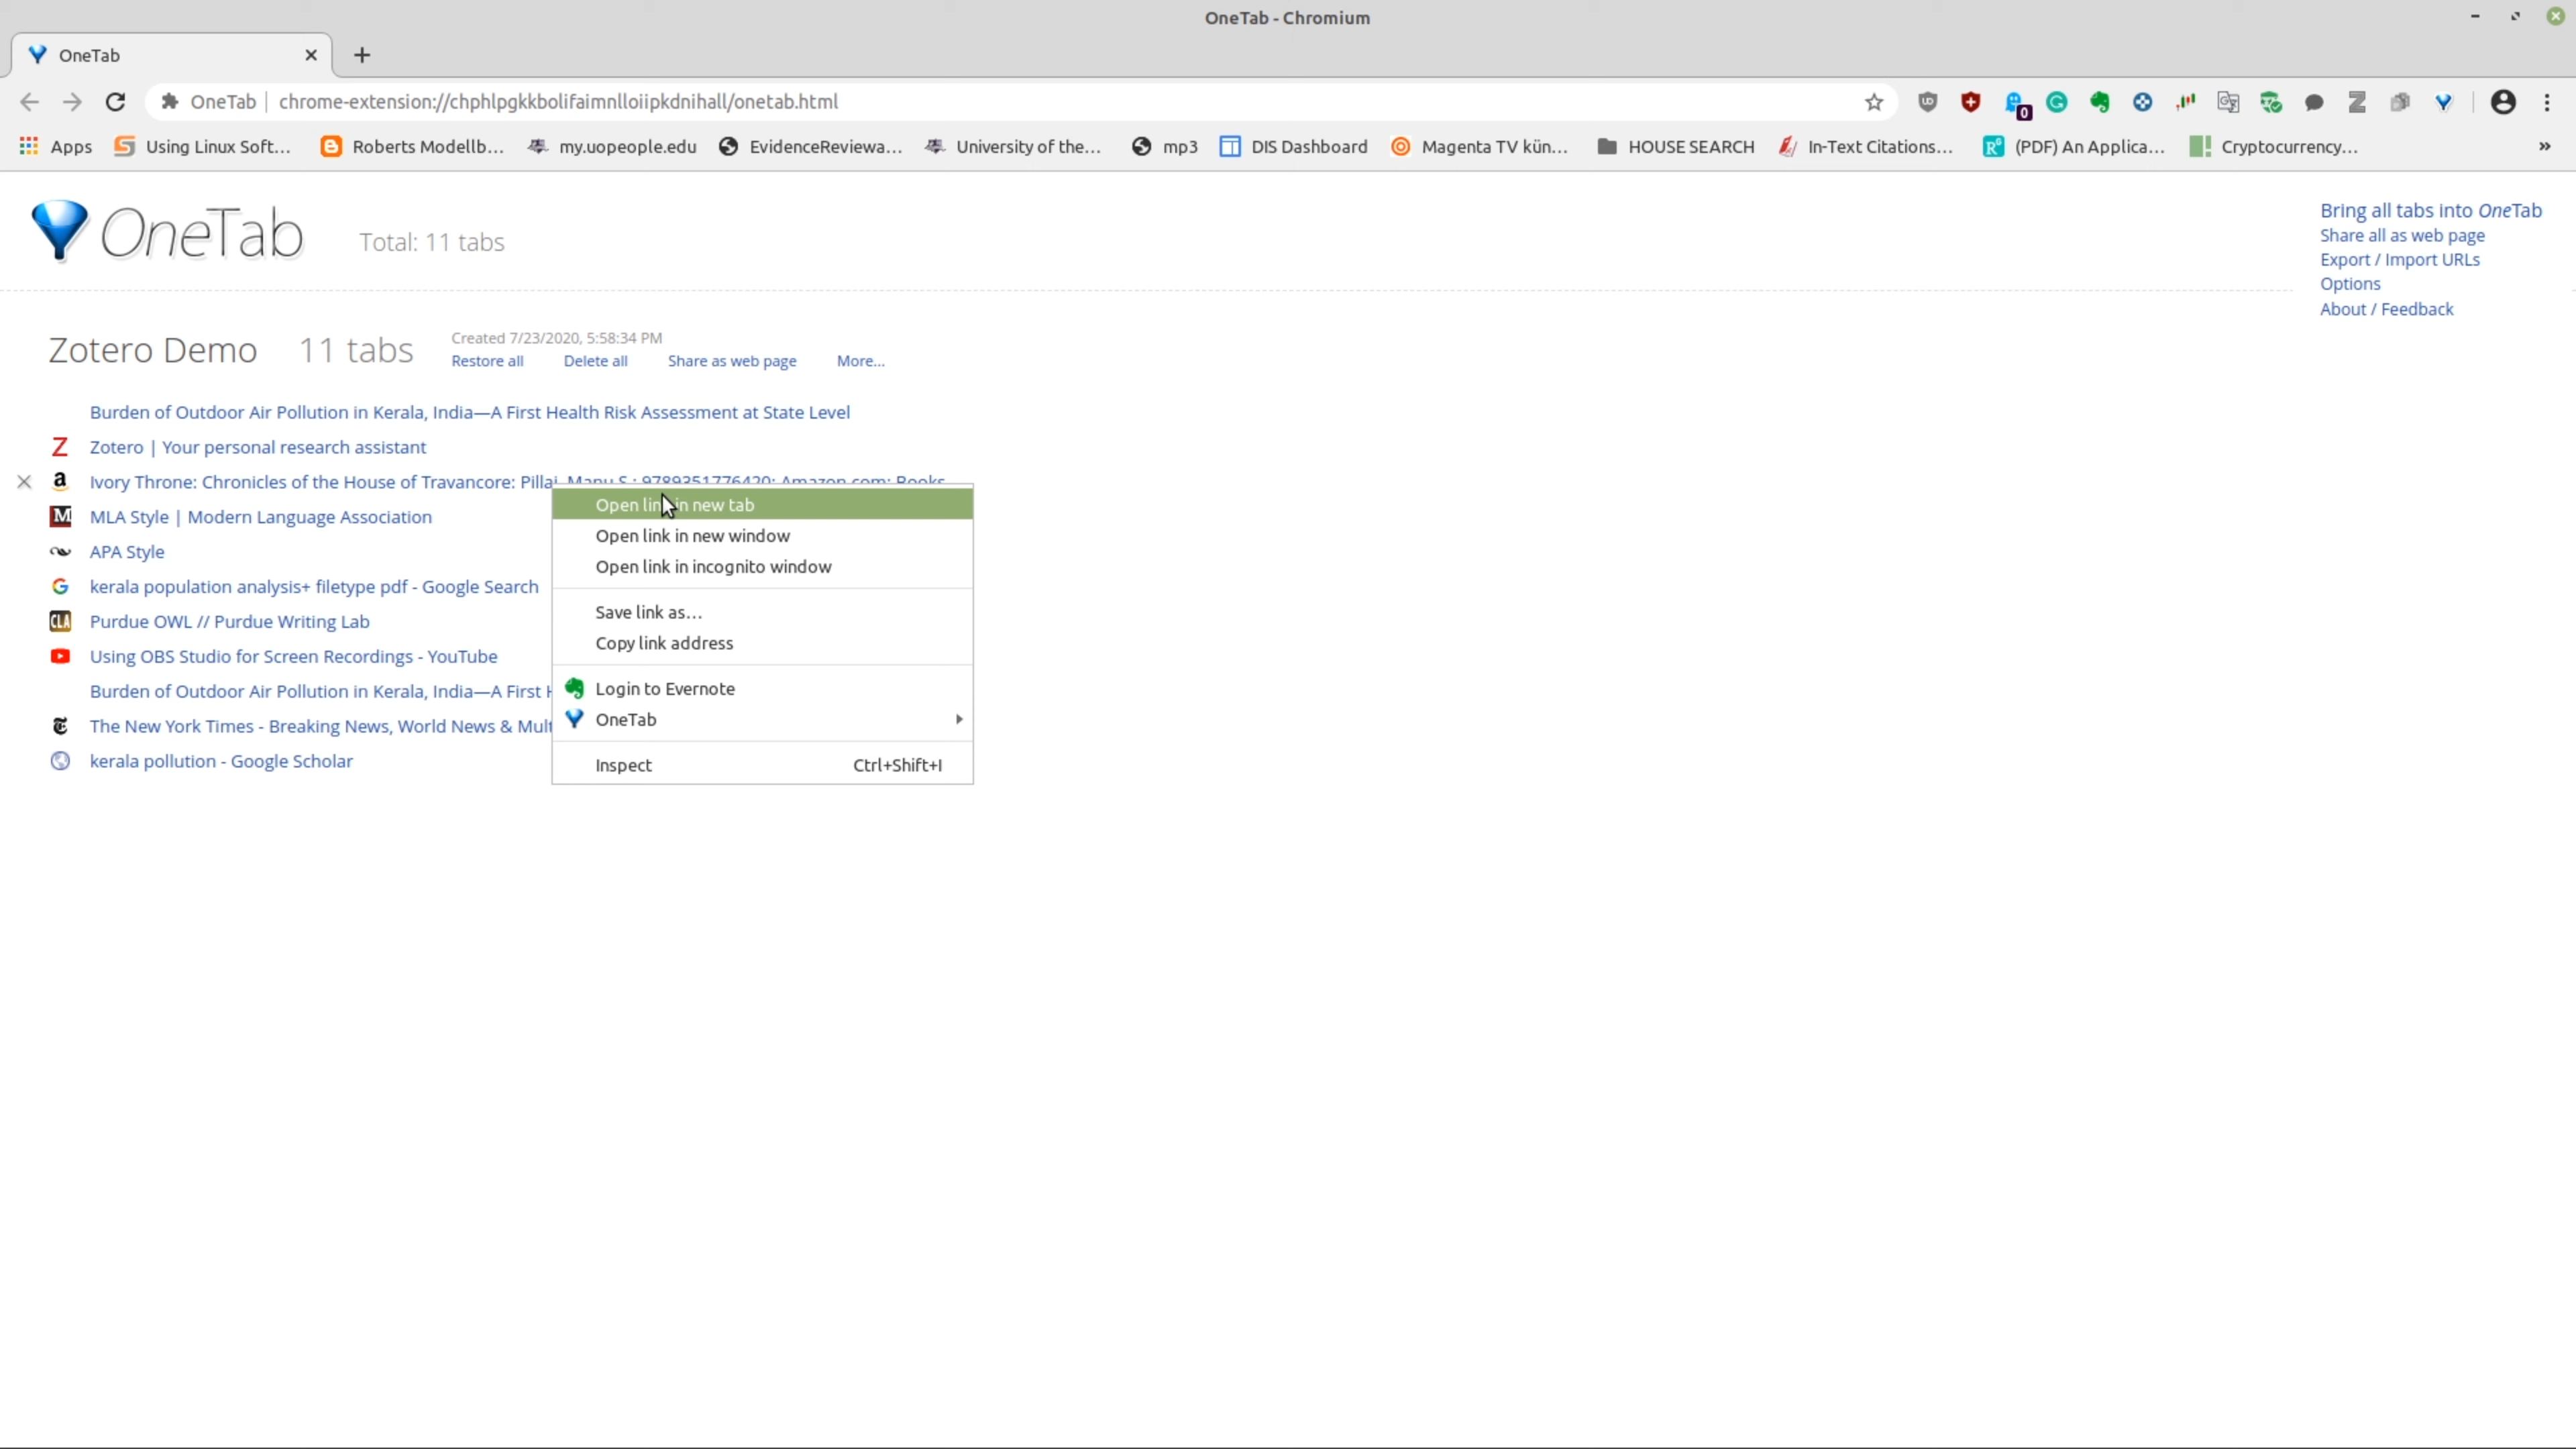 OneTab - Chromium
OneTab
OneTab | chrome-extension://chphlpgkkbolifaimnlloiipkdnihall/onetab.html
0
Apps Using Linux Soft... Roberts Modellb... my.uopeople.edu EvidenceReviewa... University of the... mp3 DIS Dashboard Magenta TV kün... HOUSE SEARCH In-Text Citations... (PDF) An Applica... Cryptocurrency... »
OneTab Total: 11 tabs
Bring all tabs into OneTab
Share all as web page
Export / Import URLs
Options
About / Feedback
Zotero Demo 11 tabs
Created 7/23/2020, 5:58:34 PM
Restore all Delete all Share as web page More...
Burden of Outdoor Air Pollution in Kerala, India—A First Health Risk Assessment at State Level
Zotero | Your personal research assistant
Ivory Throne: Chronicles of the House of Travancore: Pillai, Manu S.: 9789351776420: Amazon.com: Books
MLA Style | Modern Language Association
APA Style
kerala population analysis+ filetype pdf - Google Search
Purdue OWL // Purdue Writing Lab
Using OBS Studio for Screen Recordings - YouTube
Burden of Outdoor Air Pollution in Kerala, India—A First
The New York Times - Breaking News, World News &
kerala pollution - Google Scholar
Open link in new tab
Open link in new window
Open link in incognito window
Save link as...
Copy link address
Login to Evernote
OneTab
Inspect Ctrl+Shift+I